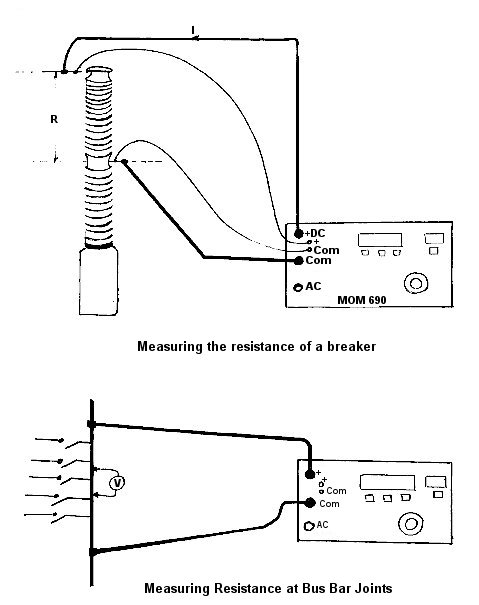 I
R
+DC
+
Com
Com
AC
MOM 690
Measuring the resistance of a breaker
V
+
+
Com
Com
AC
Measuring Resistance at Bus Bar Joints